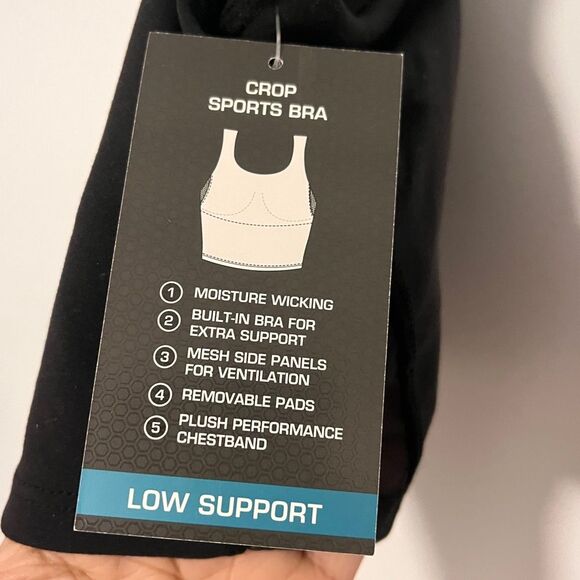 CROP
SPORTS BRA
1 MOISTURE WICKING
2 BUILT-IN BRA FOR
EXTRA SUPPORT
3 MESH SIDE PANELS
FOR VENTILATION
4 REMOVABLE PADS
5 PLUSH PERFORMANCE
CHESTBAND
LOW SUPPORT